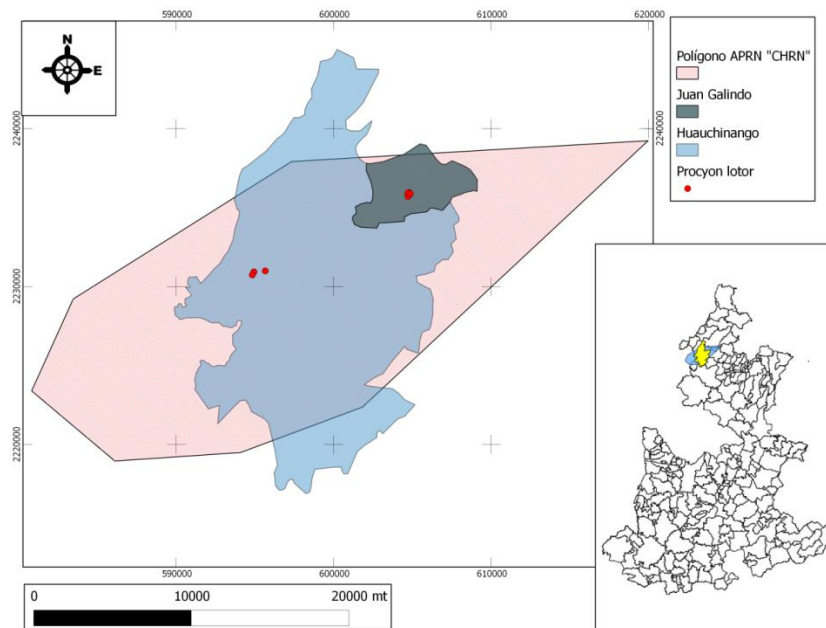 590000
600000
610000
620000
N
E
Polígono APRN "CHRN"
Juan Galindo
Huauchinango
Procyon lotor
2240000
2240000
2230000
2230000
2220000
2220000
590000
600000
610000
0
10000
20000 mt